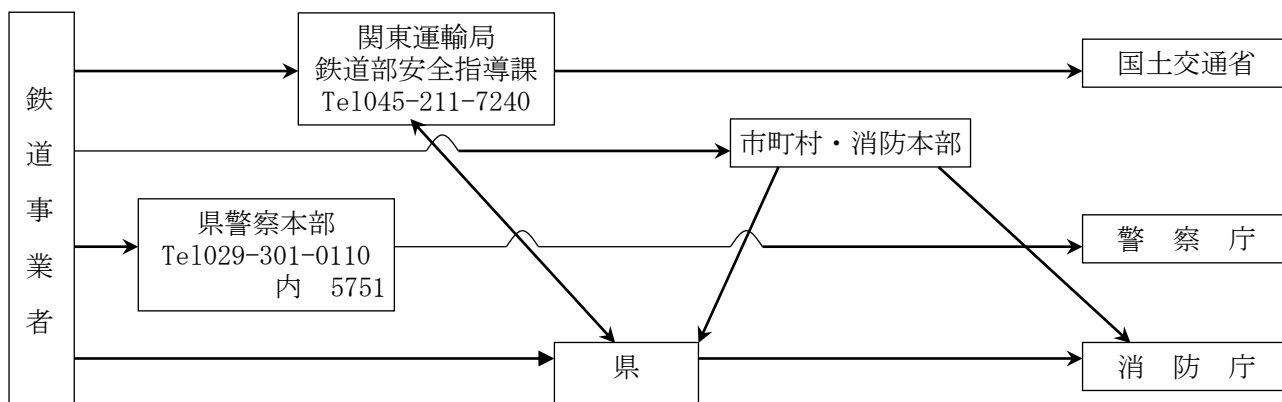 鉄道事業者
関東運輸局
鉄道部安全指導課
Tel045-211-7240
国土交通省
市町村・消防本部
県警察本部
Tel029-301-0110
内　5751
警　察　庁
県
消　防　庁